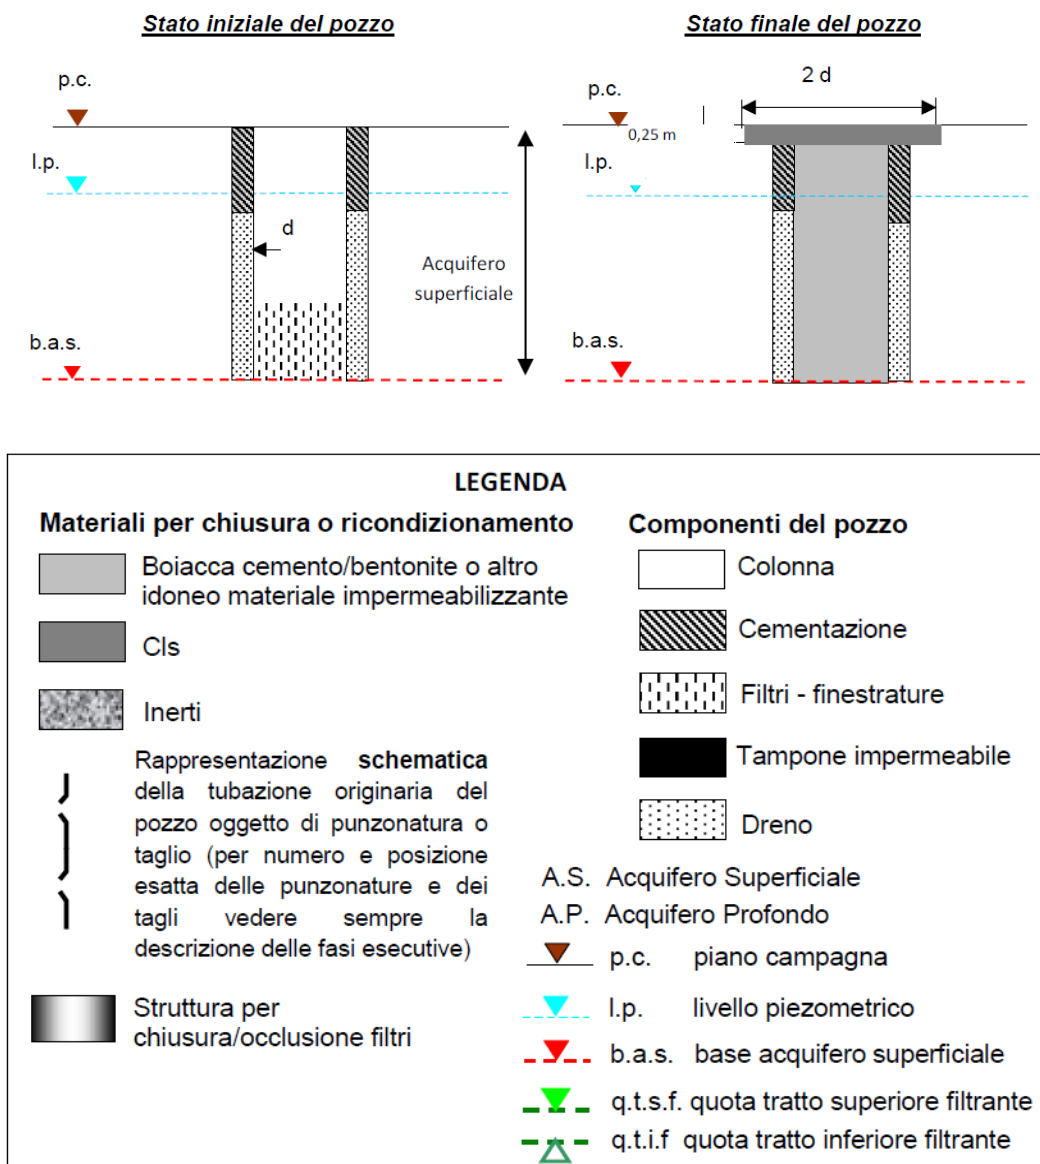 Stato iniziale del pozzo
Stato finale del pozzo
p.c.
l.p.
d
b.a.s.
Acquifero
superficiale
2 d
p.c.
0,25 m
l.p.
b.a.s.
LEGENDA
Materiali per chiusura o ricondizionamento
Boiacca cemento/bentonite o altro
idoneo materiale impermeabilizzante
Cls
Inerti
Rappresentazione schematica
della tubazione originaria del
pozzo oggetto di punzonatura o
taglio (per numero e posizione
esatta delle punzonature e dei
tagli vedere sempre la
descrizione delle fasi esecutive)
Struttura per
chiusura/occlusione filtri
Componenti del pozzo
Colonna
Cementazione
Filtri - finestrature
Tampone impermeabile
Dreno
A.S. Acquifero Superficiale
A.P. Acquifero Profondo
p.c. piano campagna
l.p. livello piezometrico
b.a.s. base acquifero superficiale
q.t.s.f. quota tratto superiore filtrante
q.t.i.f quota tratto inferiore filtrante